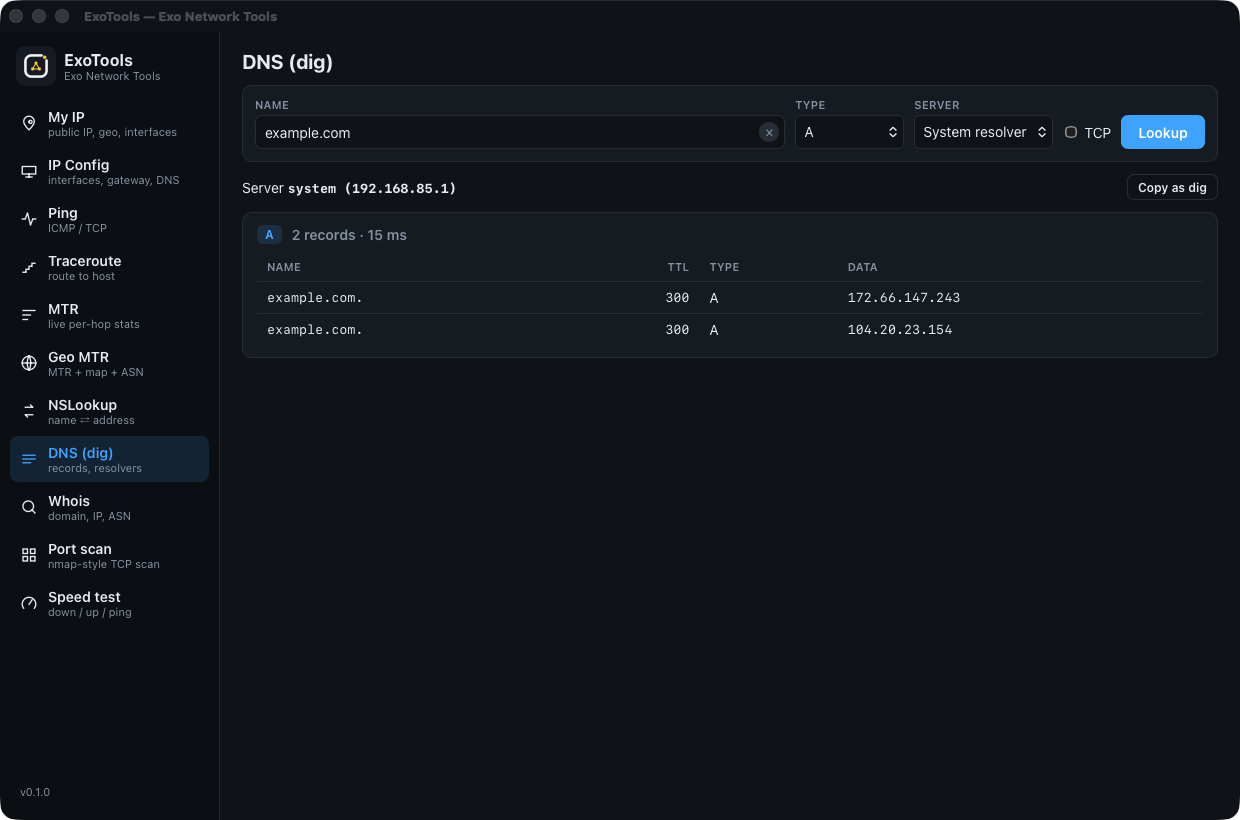 ExoTools — Exo Network Tools
ExoTools
Exo Network Tools
My IP
public IP, geo, interfaces
IP Config
interfaces, gateway, DNS
Ping
ICMP / TCP
Traceroute
route to host
MTR
live per-hop stats
Geo MTR
MTR + map + ASN
NSLookup
name ⇄ address
DNS (dig)
records, resolvers
Whois
domain, IP, ASN
Port scan
nmap-style TCP scan
Speed test
down / up / ping
v0.1.0
DNS (dig)
NAME TYPE SERVER
example.com A System resolver TCP Lookup
Server system (192.168.85.1) Copy as dig
A 2 records · 15 ms
NAME TTL TYPE DATA
example.com. 300 A 172.66.147.243
example.com. 300 A 104.20.23.154